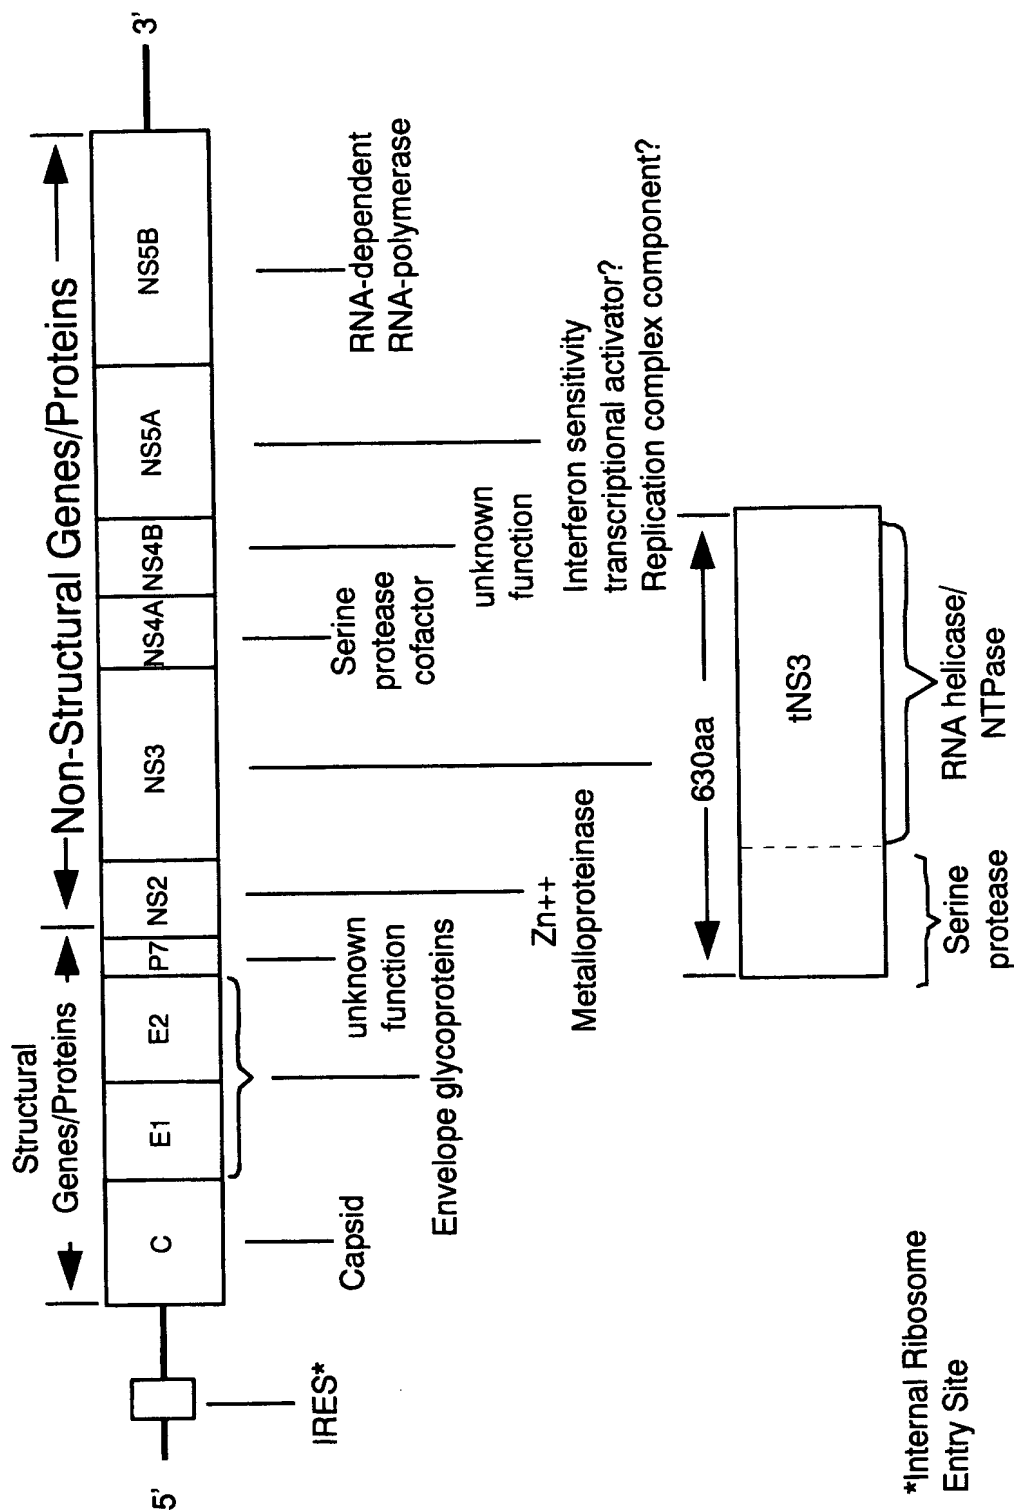 Structural
Genes/Proteins
Non-Structural Genes/Proteins
5'
C
E1
E2
P7
NS2
NS3
NS4A
NS4B
NS5A
NS5B
3'
IRES*
Capsid
Envelope glycoproteins
unknown
function
Zn++
Metalloproteinase
Serine
protease
cofactor
unknown
function
Interferon sensitivity
transcriptional activator?
Replication complex component?
RNA-dependent
RNA-polymerase
630aa
tNS3
Serine
protease
RNA helicase/
NTPase
*Internal Ribosome
Entry Site